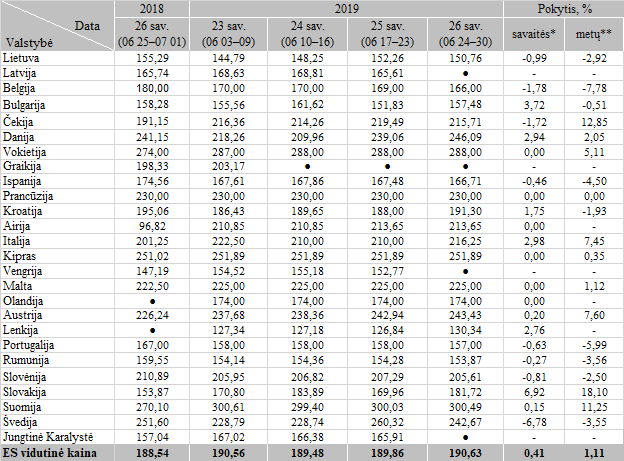 Data 2018 2019 Pokytis, %
Valstybė 26 sav. 23 sav. 24 sav. 25 sav. 26 sav. savaitės* metų**
(06 25–07 01) (06 03–09) (06 10–16) (06 17–23) (06 24–30)
Lietuva 155,29 144,79 148,25 152,26 150,76 -0,99 -2,92
Latvija 165,74 168,63 168,81 165,61 ● - -
Belgija 180,00 170,00 170,00 169,00 166,00 -1,78 -7,78
Bulgarija 158,28 155,56 161,62 151,83 157,48 3,72 -0,51
Čekija 191,15 216,36 214,26 219,49 215,71 -1,72 12,85
Danija 241,15 218,26 209,96 239,06 246,09 2,94 2,05
Vokietija 274,00 287,00 288,00 288,00 288,00 0,00 5,11
Graikija 198,33 203,17 ● ● ● - -
Ispanija 174,56 167,61 167,86 167,48 166,71 -0,46 -4,50
Prancūzija 230,00 230,00 230,00 230,00 230,00 0,00 0,00
Kroatija 195,06 186,43 189,65 188,00 191,30 1,75 -1,93
Airija 96,82 210,85 210,85 213,65 213,65 0,00 -
Italija 201,25 222,50 210,00 210,00 216,25 2,98 7,45
Kipras 251,02 251,89 251,89 251,89 251,89 0,00 0,35
Vengrija 147,19 154,52 155,18 152,77 ● - -
Malta 222,50 225,00 225,00 225,00 225,00 0,00 1,12
Olandija ● 174,00 174,00 174,00 174,00 0,00 -
Austrija 226,24 237,68 238,36 242,94 243,43 0,20 7,60
Lenkija ● 127,34 127,18 126,84 130,34 2,76 -
Portugalija 167,00 158,00 158,00 158,00 157,00 -0,63 -5,99
Rumunija 159,55 154,14 154,36 154,28 153,87 -0,27 -3,56
Slovėnija 210,89 205,95 206,82 207,29 205,61 -0,81 -2,50
Slovakija 153,87 170,80 183,89 169,96 181,72 6,92 18,10
Suomija 270,10 300,61 299,40 300,03 300,49 0,15 11,25
Švedija 251,60 228,79 228,74 260,32 242,67 -6,78 -3,55
Jungtinė Karalystė 157,04 167,02 166,38 165,91 ● - -
ES vidutinė kaina 188,54 190,56 189,48 189,86 190,63 0,41 1,11